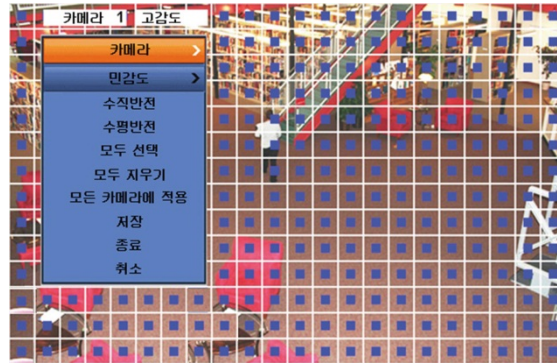 카메라 1 고감도
카메라 >
민감도 >
수직반전
수평반전
모두 선택
모두 지우기
모든 카메라에 적용
저장
종료
취소